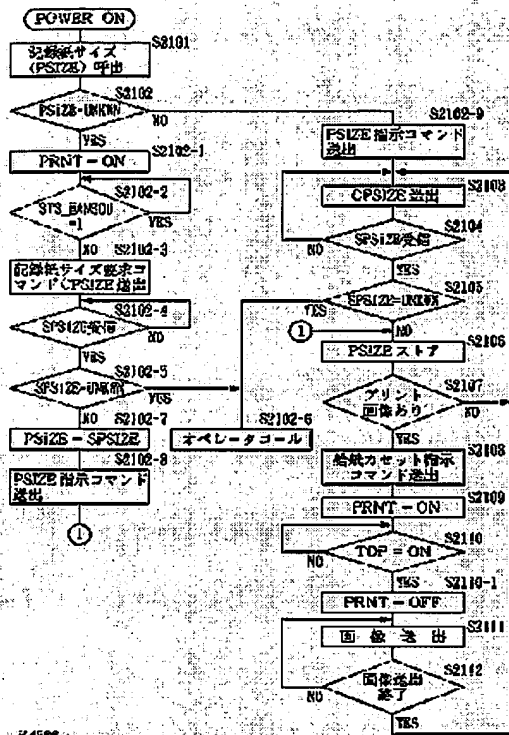 POWER ON
S2101
記録紙サイズ
(PSIZE) 呼出
S2102
PSIZE=UNKWN
NO
YES
S2102-1
PRNT=ON
S2102-2
STS_HANSOU
=1
YES
NO
S2102-3
記録紙サイズ要求コ
マンドCPSIZE送出
S2102-4
SPSIZE受信
NO
YES
S2102-5
SPSIZE=UNKWN
YES
NO
S2102-7
PSIZE=SPSIZE
S2102-8
PSIZE指示コマンド
送出
①
S2102-6
オペレータコール
S2102-9
PSIZE指示コマンド
送出
S2103
CPSIZE送出
S2104
SPSIZE受信
NO
YES
S2105
SPSIZE=UNKWN
YES
①
NO
S2106
PSIZEストア
S2107
プリント
画像あり
NO
YES
S2108
給紙カセット指示
コマンド送出
S2109
PRNT=ON
S2110
TOP=ON
NO
YES
S2110-1
PRNT=OFF
S2111
画像送出
S2112
画像送出
終了
NO
YES